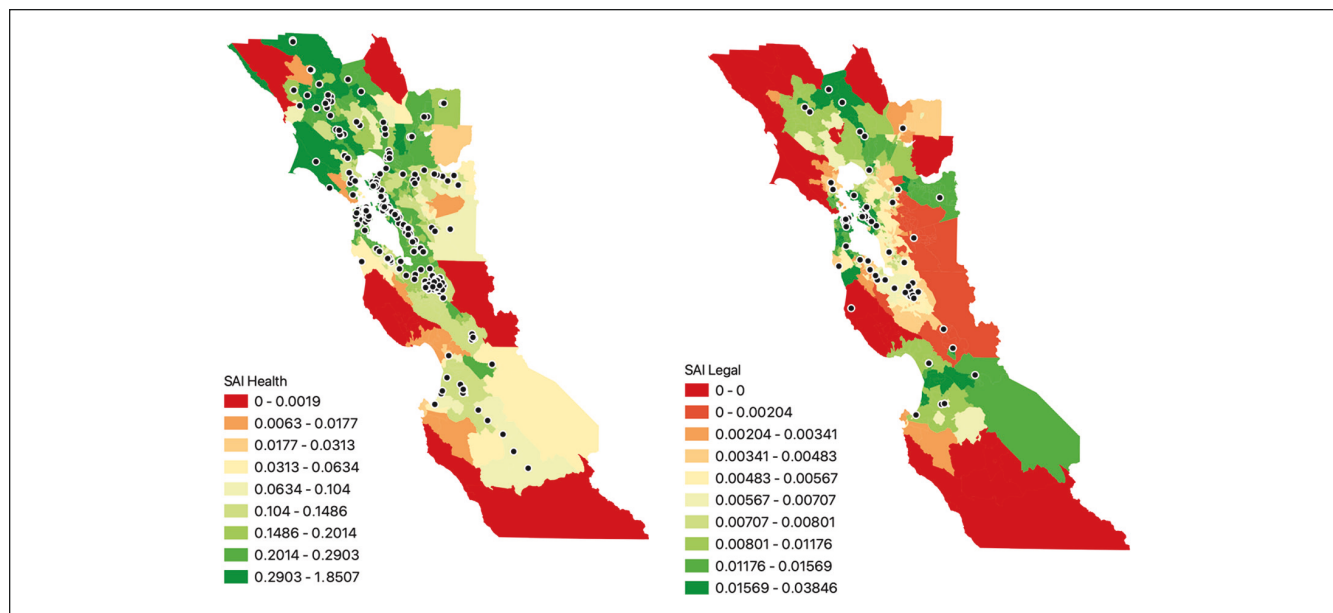 SAI Health
0 - 0.0019
0.0063 - 0.0177
0.0177 - 0.0313
0.0313 - 0.0634
0.0634 - 0.104
0.104 - 0.1486
0.1486 - 0.2014
0.2014 - 0.2903
0.2903 - 1.8507
SAI Legal
0 - 0
0 - 0.00204
0.00204 - 0.00341
0.00341 - 0.00483
0.00483 - 0.00567
0.00567 - 0.00707
0.00707 - 0.00801
0.00801 - 0.01176
0.01176 - 0.01569
0.01569 - 0.03846